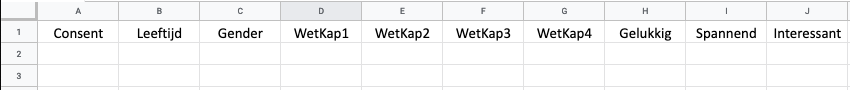 A B C D E F G H I J
1 Consent Leeftijd Gender WetKap1 WetKap2 WetKap3 WetKap4 Gelukkig Spannend Interessant
2
3